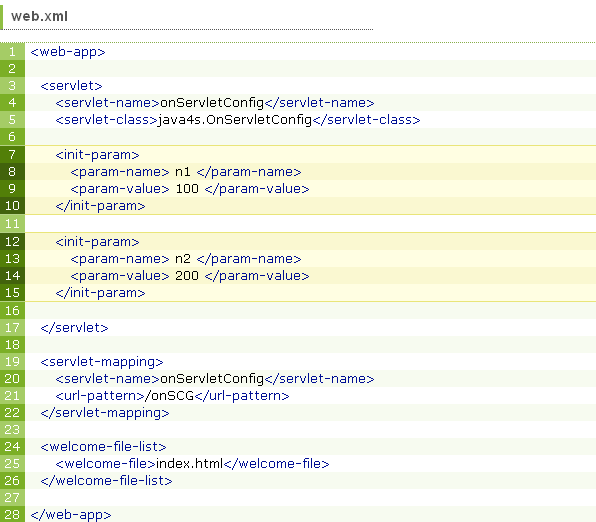 web.xml
1 <web-app>
2
3 <servlet>
4 <servlet-name>onServletConfig</servlet-name>
5 <servlet-class>java4s.OnServletConfig</servlet-class>
6
7 <init-param>
8 <param-name> n1 </param-name>
9 <param-value> 100 </param-value>
10 </init-param>
11
12 <init-param>
13 <param-name> n2 </param-name>
14 <param-value> 200 </param-value>
15 </init-param>
16
17 </servlet>
18
19 <servlet-mapping>
20 <servlet-name>onServletConfig</servlet-name>
21 <url-pattern>/onSCG</url-pattern>
22 </servlet-mapping>
23
24 <welcome-file-list>
25 <welcome-file>index.html</welcome-file>
26 </welcome-file-list>
27
28 </web-app>